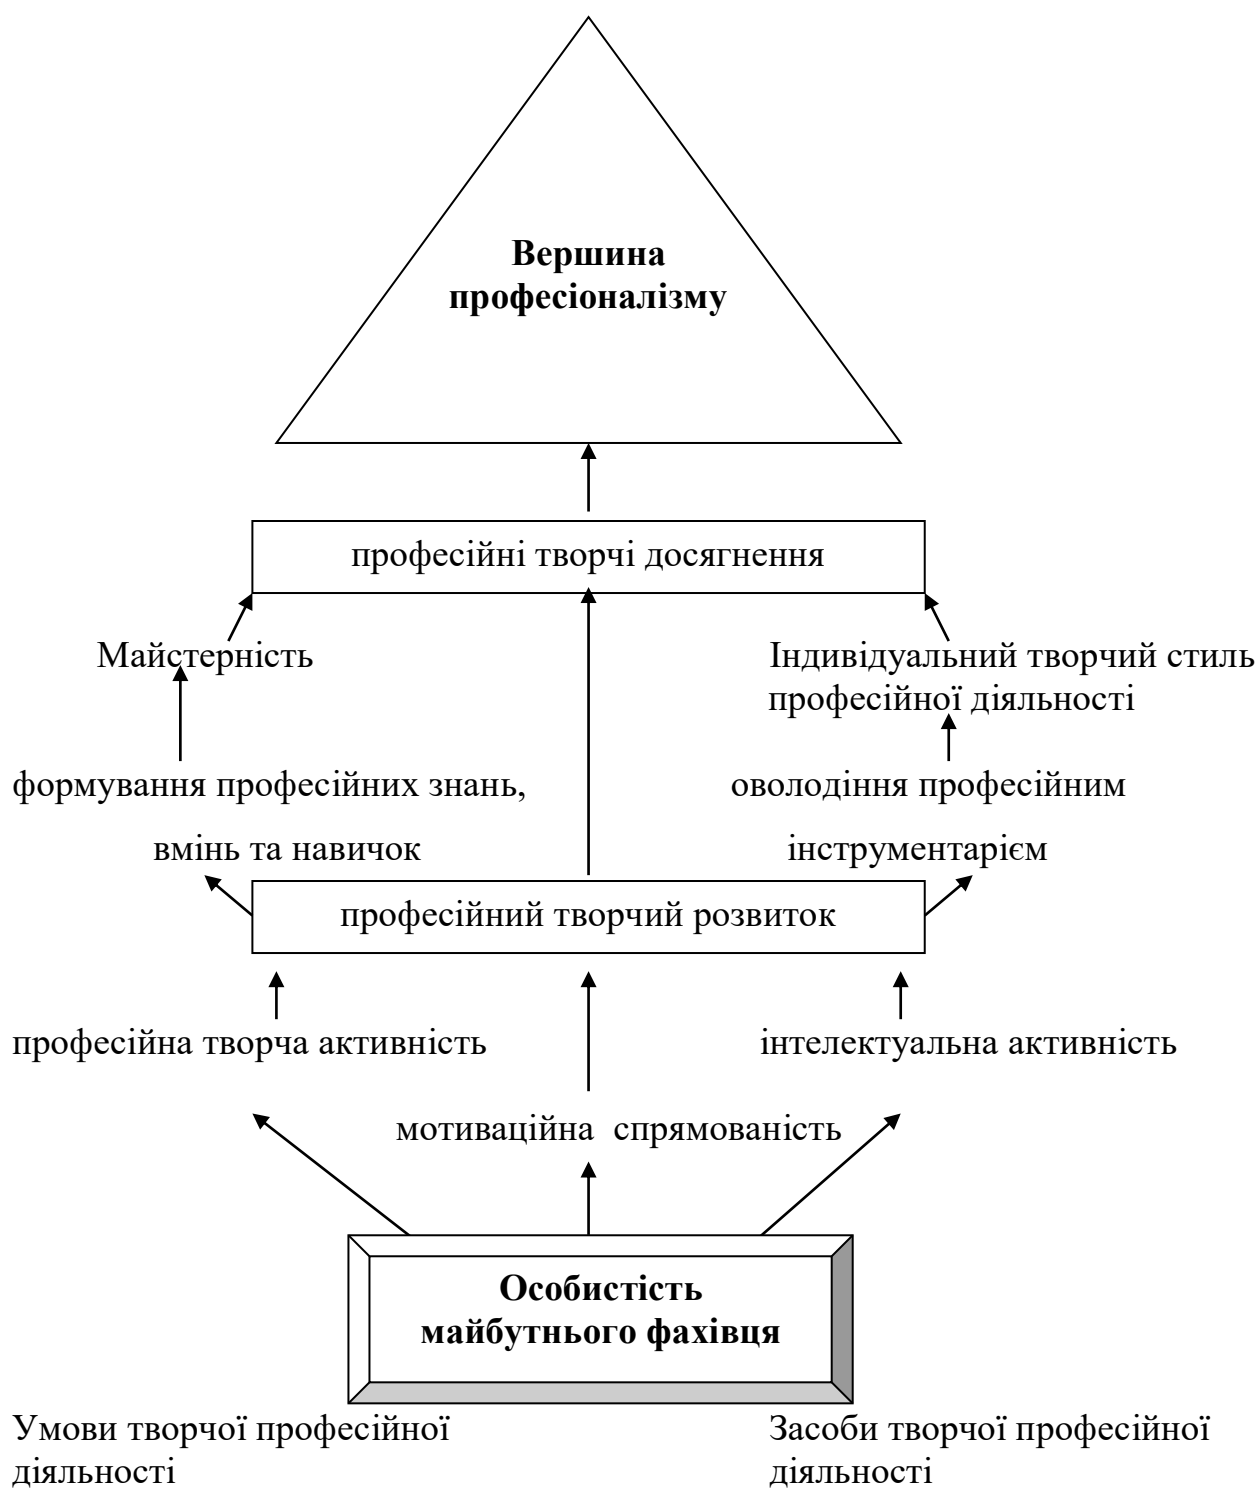 Вершина
професіоналізму
професійні творчі досягнення
Майстерність
Індивідуальний творчий стиль
професійної діяльності
формування професійних знань,
оволодіння професійним
вмінь та навичок
інструментарієм
професійний творчий розвиток
професійна творча активність
інтелектуальна активність
мотиваційна спрямованість
Особистість
майбутнього фахівця
Умови творчої професійної
діяльності
Засоби творчої професійної
діяльності